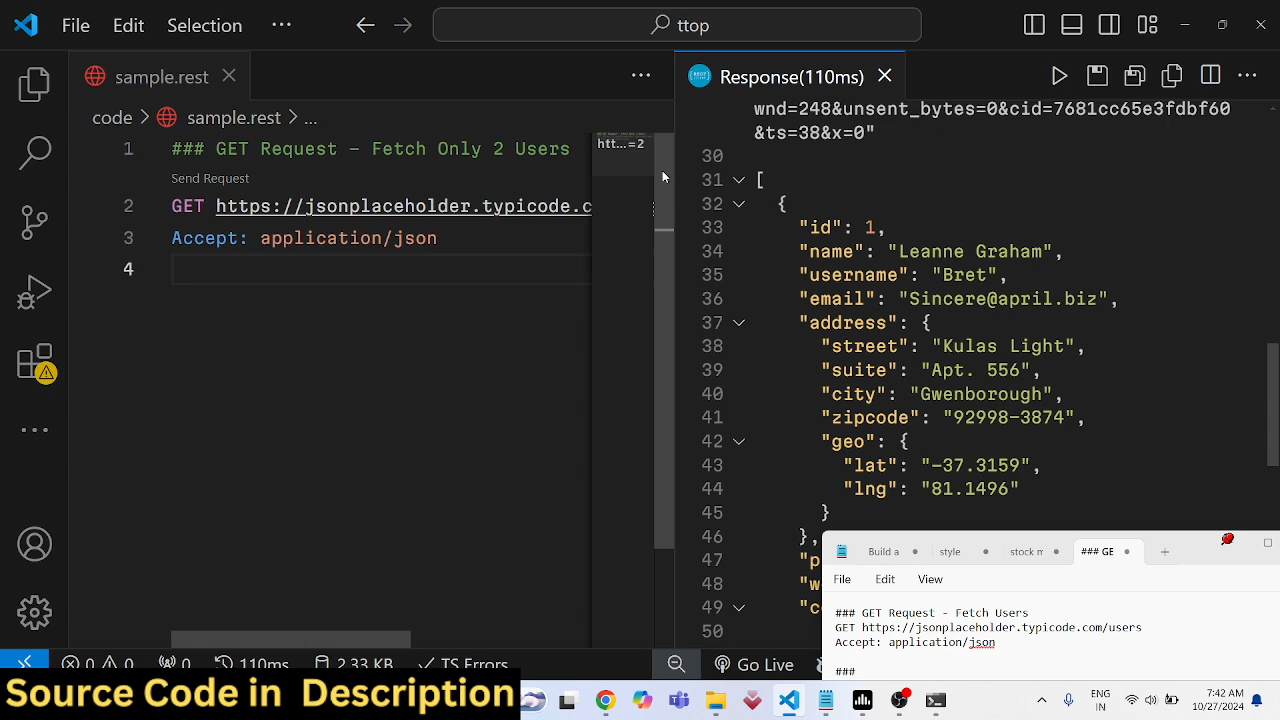 File Edit Selection ··· ttop
sample.rest
code > sample.rest > ...
1 ### GET Request - Fetch Only 2 Users
Send Request
2 GET https://jsonplaceholder.typicode.c
3 Accept: application/json
4
htt...=2
REST Response(110ms)
wnd=248&unsent_bytes=0&cid=7681cc65e3fdbf60
&ts=38&x=0"
30
31 [
32 {
33 "id": 1,
34 "name": "Leanne Graham",
35 "username": "Bret",
36 "email": "Sincere@april.biz",
37 "address": {
38 "street": "Kulas Light",
39 "suite": "Apt. 556",
40 "city": "Gwenborough",
41 "zipcode": "92998-3874",
42 "geo": {
43 "lat": "-37.3159",
44 "lng": "81.1496"
45 }
46 },
47 "p
48 "w
49 "c
50
Build a style stock m ### GE
File Edit View
### GET Request - Fetch Users
GET https://jsonplaceholder.typicode.com/users
Accept: application/json
###
0 0 0 110ms 2.33 KB TS Errors Go Live
Source Code in Description
ENG
IN
7:42 AM
10/27/2024